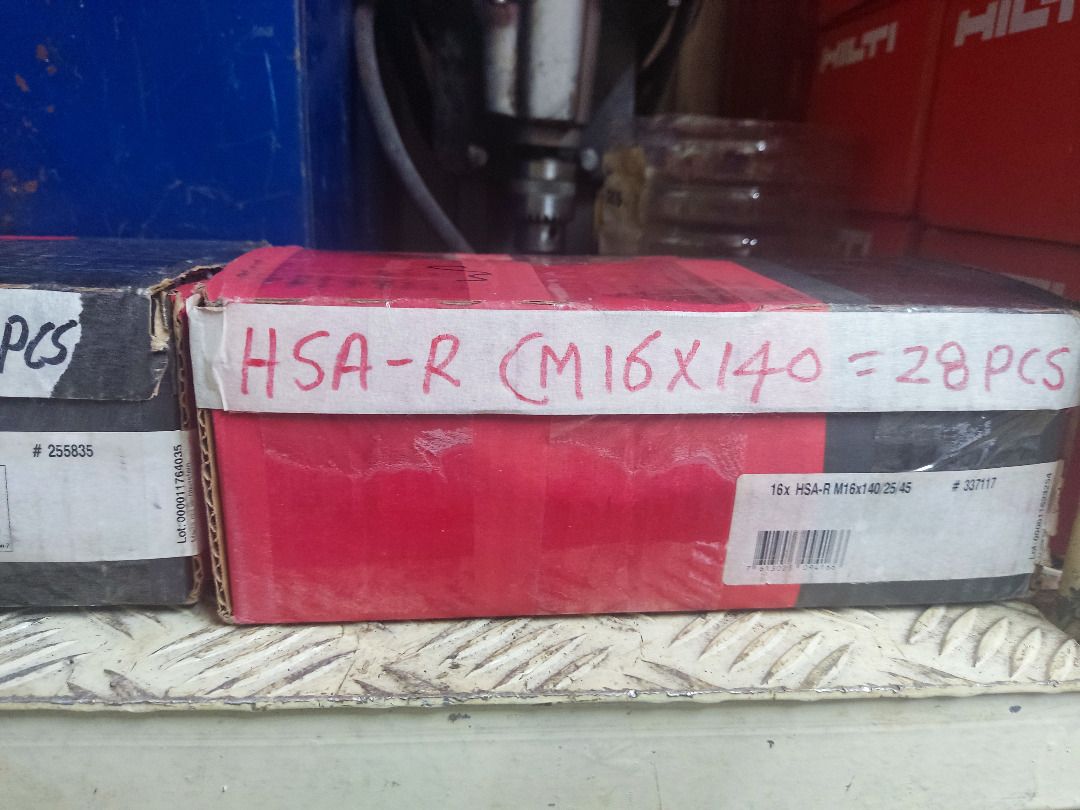 HILTI
HILTI
PCS
HSA-R (M16X140 = 28PCS
# 255835
Lot: 000011764035
16x HSA-R M16x140/25/45 # 337117